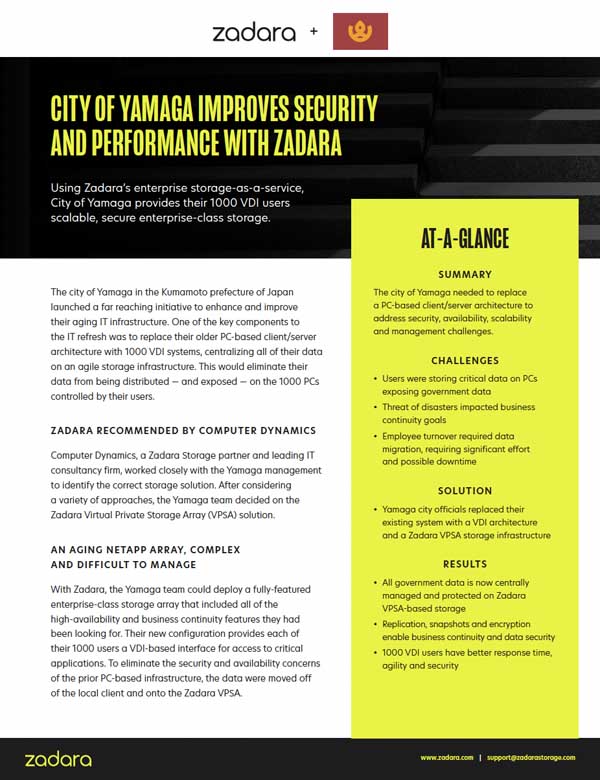 zadara +
CITY OF YAMAGA IMPROVES SECURITY
AND PERFORMANCE WITH ZADARA
Using Zadara's enterprise storage-as-a-service,
City of Yamaga provides their 1000 VDI users
scalable, secure enterprise-class storage.
The city of Yamaga in the Kumamoto prefecture of Japan
launched a far reaching initiative to enhance and improve
their aging IT infrastructure. One of the key components to
the IT refresh was to replace their older PC-based client/server
architecture with 1000 VDI systems, centralizing all of their data
on an agile storage infrastructure. This would eliminate their
data from being distributed — and exposed — on the 1000 PCs
controlled by their users.
ZADARA RECOMMENDED BY COMPUTER DYNAMICS
Computer Dynamics, a Zadara Storage partner and leading IT
consultancy firm, worked closely with the Yamaga management
to identify the correct storage solution. After considering
a variety of approaches, the Yamaga team decided on the
Zadara Virtual Private Storage Array (VPSA) solution.
AN AGING NETAPP ARRAY, COMPLEX
AND DIFFICULT TO MANAGE
With Zadara, the Yamaga team could deploy a fully-featured
enterprise-class storage array that included all of the
high-availability and business continuity features they had
been looking for. Their new configuration provides each of
their 1000 users a VDI-based interface for access to critical
applications. To eliminate the security and availability concerns
of the prior PC-based infrastructure, the data were moved off
of the local client and onto the Zadara VPSA.
AT-A-GLANCE
SUMMARY
The city of Yamaga needed to replace
a PC-based client/server architecture to
address security, availability, scalability
and management challenges.
CHALLENGES
• Users were storing critical data on PCs
exposing government data
• Threat of disasters impacted business
continuity goals
• Employee turnover required data
migration, requiring significant effort
and possible downtime
SOLUTION
• Yamaga city officials replaced their
existing system with a VDI architecture
and a Zadara VPSA storage infrastructure
RESULTS
• All government data is now centrally
managed and protected on Zadara
VPSA-based storage
• Replication, snapshots and encryption
enable business continuity and data security
• 1000 VDI users have better response time,
agility and security
zadara
www.zadara.com | support@zadarastorage.com